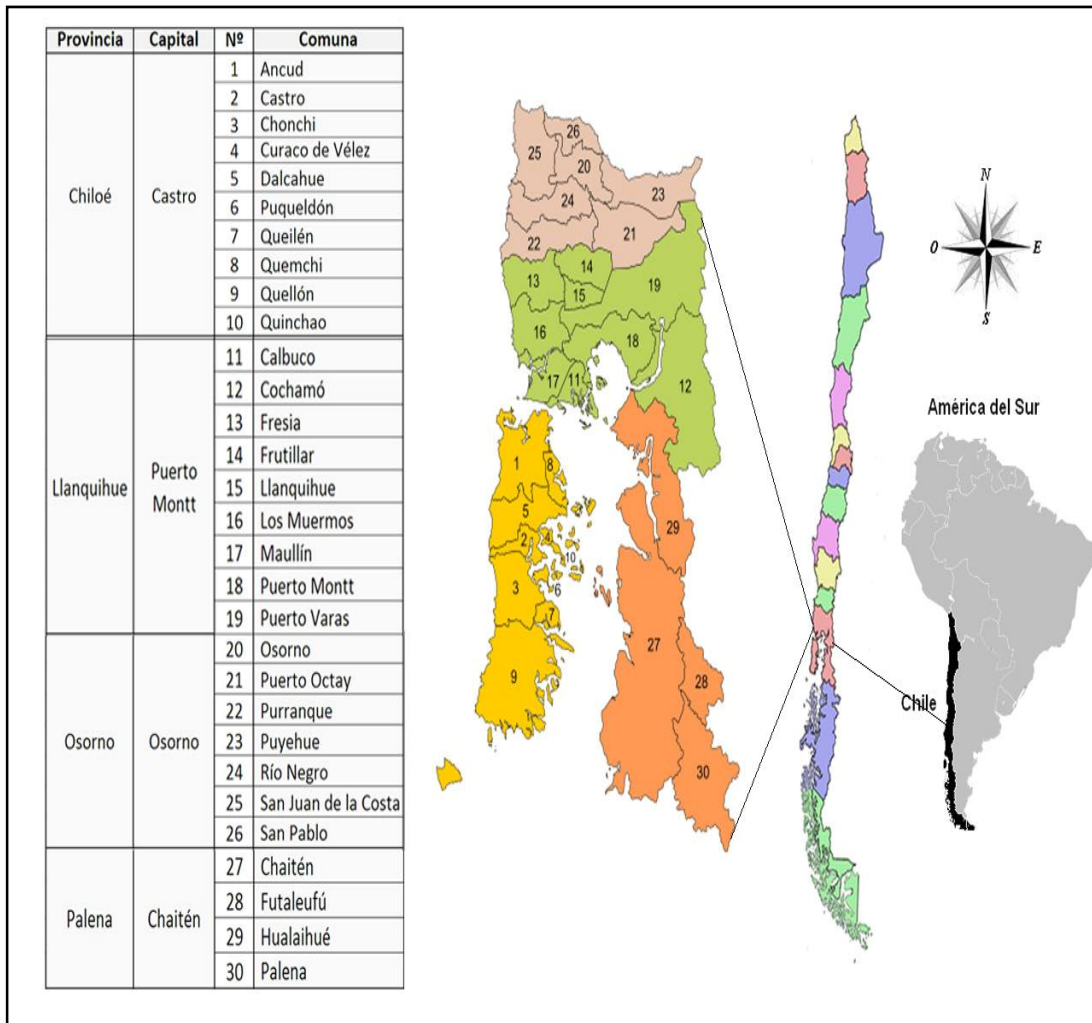 Provincia Capital Nº Comuna
Chiloé Castro
1 Ancud
2 Castro
3 Chonchi
4 Curaco de Vélez
5 Dalcahue
6 Puqueldón
7 Queilén
8 Quemchi
9 Quellón
10 Quinchao
Llanquihue Puerto
Montt
11 Calbuco
12 Cochamó
13 Fresia
14 Frutillar
15 Llanquihue
16 Los Muermos
17 Maullín
18 Puerto Montt
19 Puerto Varas
Osorno Osorno
20 Osorno
21 Puerto Octay
22 Purranque
23 Puyehue
24 Río Negro
25 San Juan de la Costa
26 San Pablo
Palena Chaitén
27 Chaitén
28 Futaleufú
29 Hualaihué
30 Palena
26
25
20
23
24
21
22
14
13
19
15
16
18
17
11
12
1
8
5
29
2
4
10
3
6
7
27
9
28
30
N
O
E
S
América del Sur
Chile